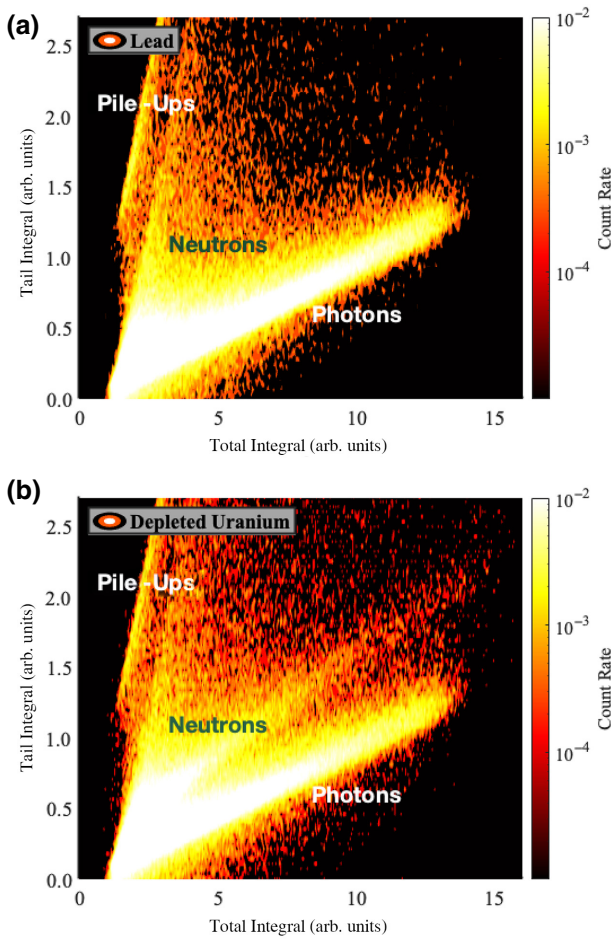 (a)
Lead
Pile -Ups
Neutrons
Photons
2.5
2.0
1.5
1.0
0.5
0.0
Tail Integral (arb. units)
0
5
10
15
Total Integral (arb. units)
10⁻²
10⁻³
10⁻⁴
Count Rate
(b)
Depleted Uranium
Pile -Ups
Neutrons
Photons
2.5
2.0
1.5
1.0
0.5
0.0
Tail Integral (arb. units)
0
5
10
15
Total Integral (arb. units)
10⁻²
10⁻³
10⁻⁴
Count Rate